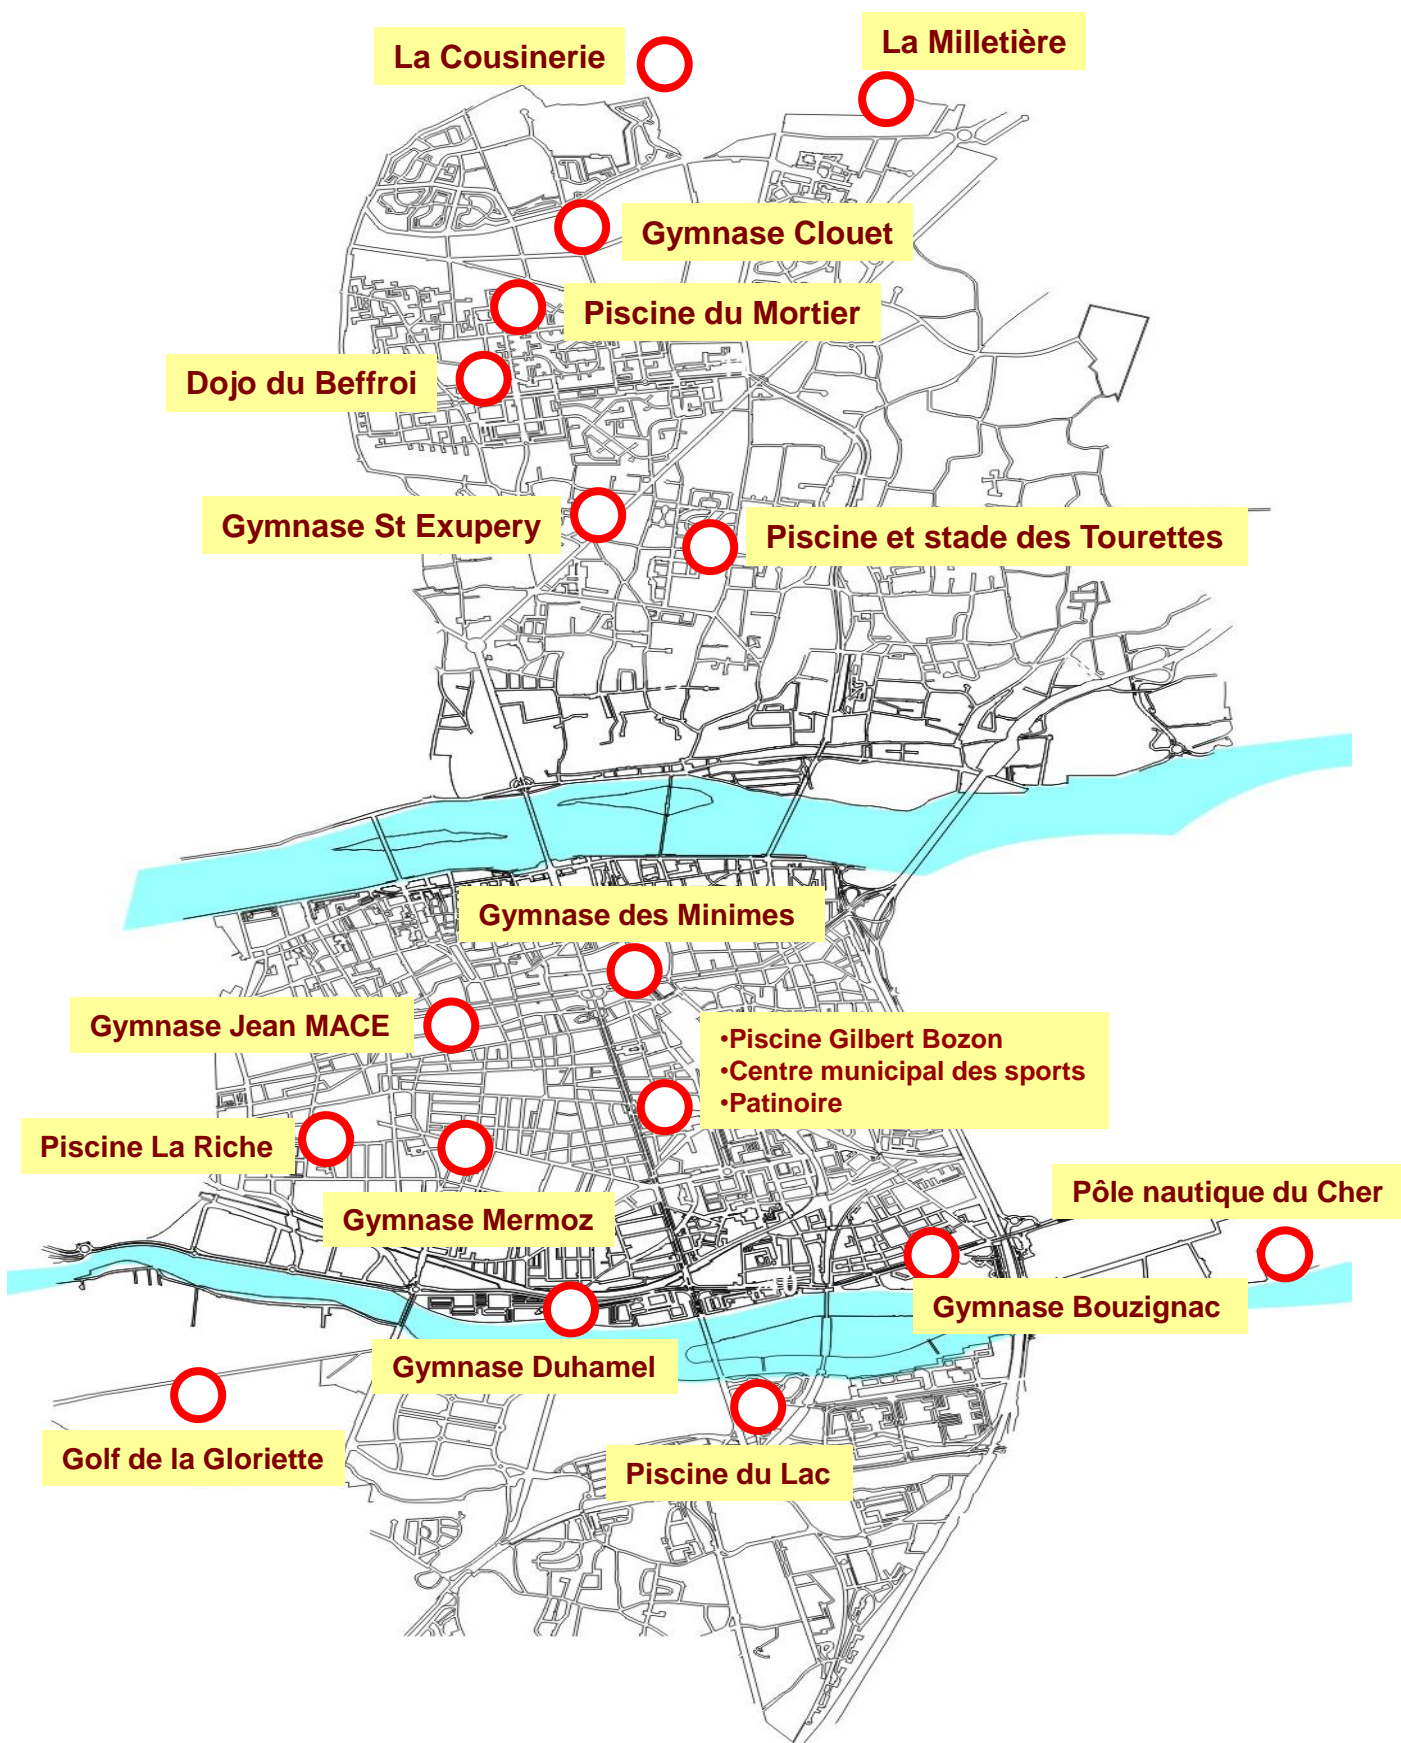 La Cousinerie
La Milletière
Gymnase Clouet
Piscine du Mortier
Dojo du Beffroi
Gymnase St Exupery
Piscine et stade des Tourettes
Gymnase des Minimes
Gymnase Jean MACE
•Piscine Gilbert Bozon
•Centre municipal des sports
•Patinoire
Piscine La Riche
Pôle nautique du Cher
Gymnase Mermoz
Gymnase Bouzignac
Gymnase Duhamel
Golf de la Gloriette
Piscine du Lac